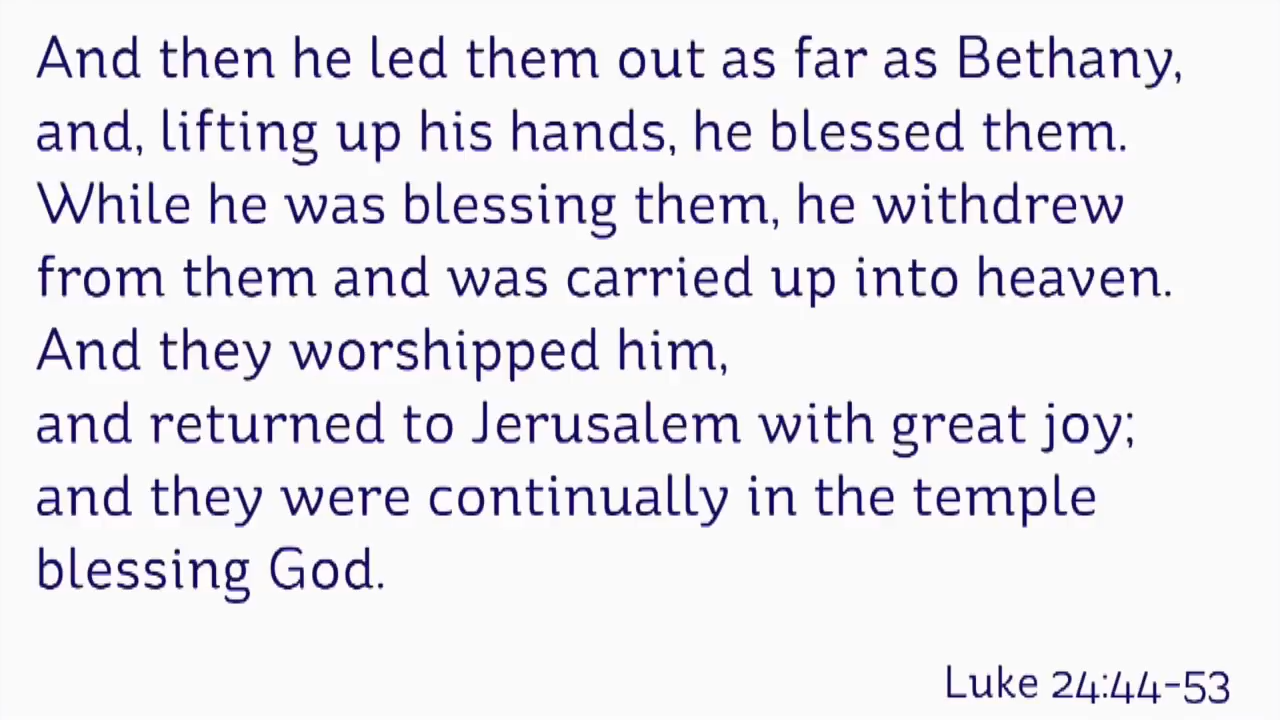 And then he led them out as far as Bethany,
and, lifting up his hands, he blessed them.
While he was blessing them, he withdrew
from them and was carried up into heaven.
And they worshipped him,
and returned to Jerusalem with great joy;
and they were continually in the temple
blessing God.
Luke 24:44-53